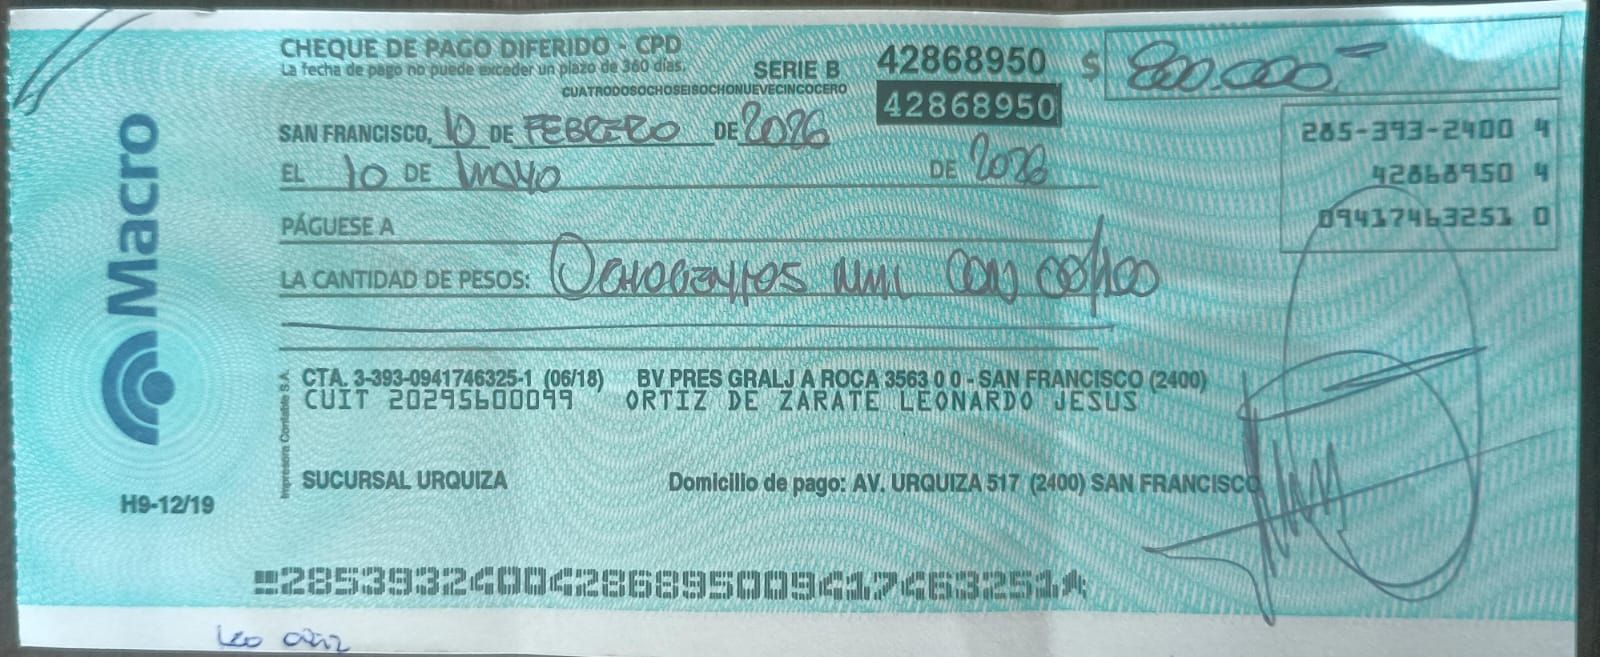 CHEQUE DE PAGO DIFERIDO - CPD
La fecha de pago no puede exceder un plazo de 360 días.
SERIE B
42868950
$ 800.000.-
CUATRODOSOCHOSEISOCHONUEVECINCOCERO
42868950
SAN FRANCISCO, 10 DE FEBRERO DE 2026
285-393-2400 4
EL 10 DE MAYO DE 2026
42868950 4
09417463251 0
PÁGUESE A
LA CANTIDAD DE PESOS: OCHOCIENTOS MIL CON 00/100
Macro
Impresora Contable S.A.
CTA. 3-393-0941746325-1 (06/18) BV PRES GRALJ A ROCA 3563 0 0 - SAN FRANCISCO (2400)
CUIT 20295600099 ORTIZ DE ZARATE LEONARDO JESUS
SUCURSAL URQUIZA
Domicilio de pago: AV. URQUIZA 517 (2400) SAN FRANCISCO
H9-12/19
28539324004286895009417463251
Leo Ortiz